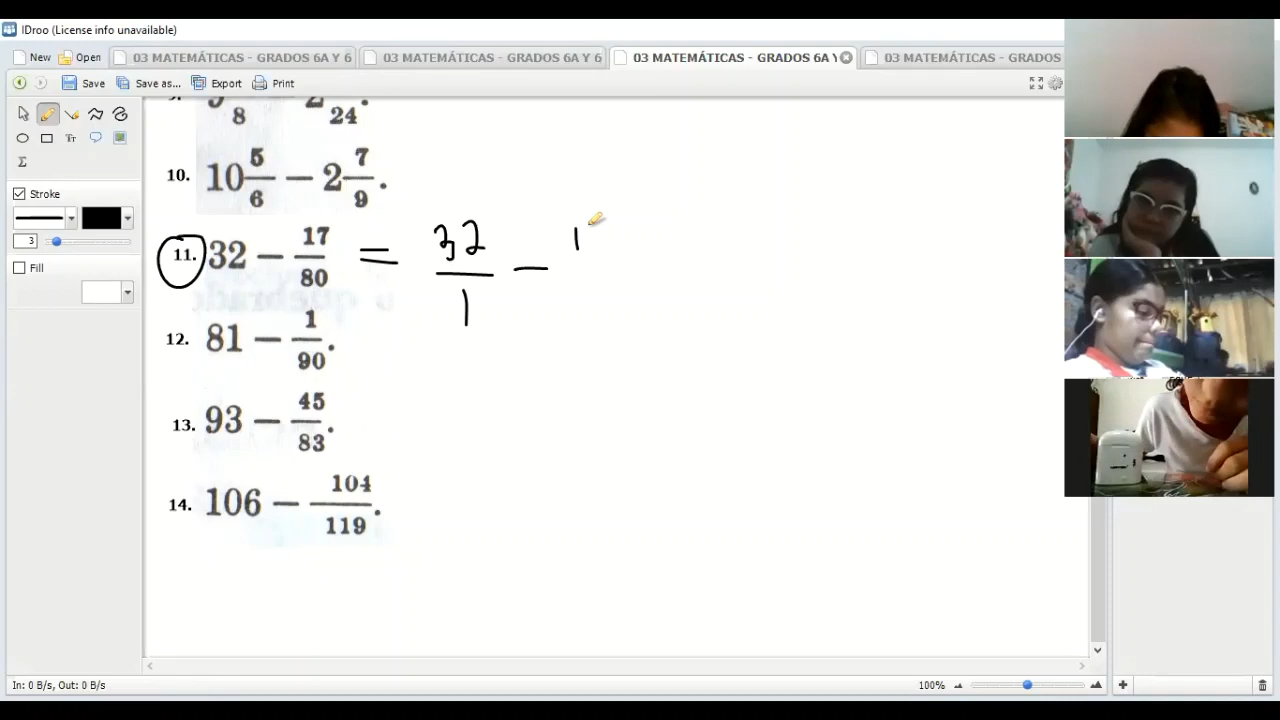 IDroo (License info unavailable)
New Open 03 MATEMÁTICAS - GRADOS 6A Y 6 03 MATEMÁTICAS - GRADOS 6A Y 6 03 MATEMÁTICAS - GRADOS 6A Y 03 MATEMÁTICAS - GRADOS
Save Save as... Export Print
Tт
Σ
Stroke
3
Fill
8 24
10. 10 5/6 − 2 7/9.
11. 32 − 17/80 = 32/1 − 1
12. 81 − 1/90.
13. 93 − 45/83.
14. 106 − 104/119.
In: 0 B/s, Out: 0 B/s 100%